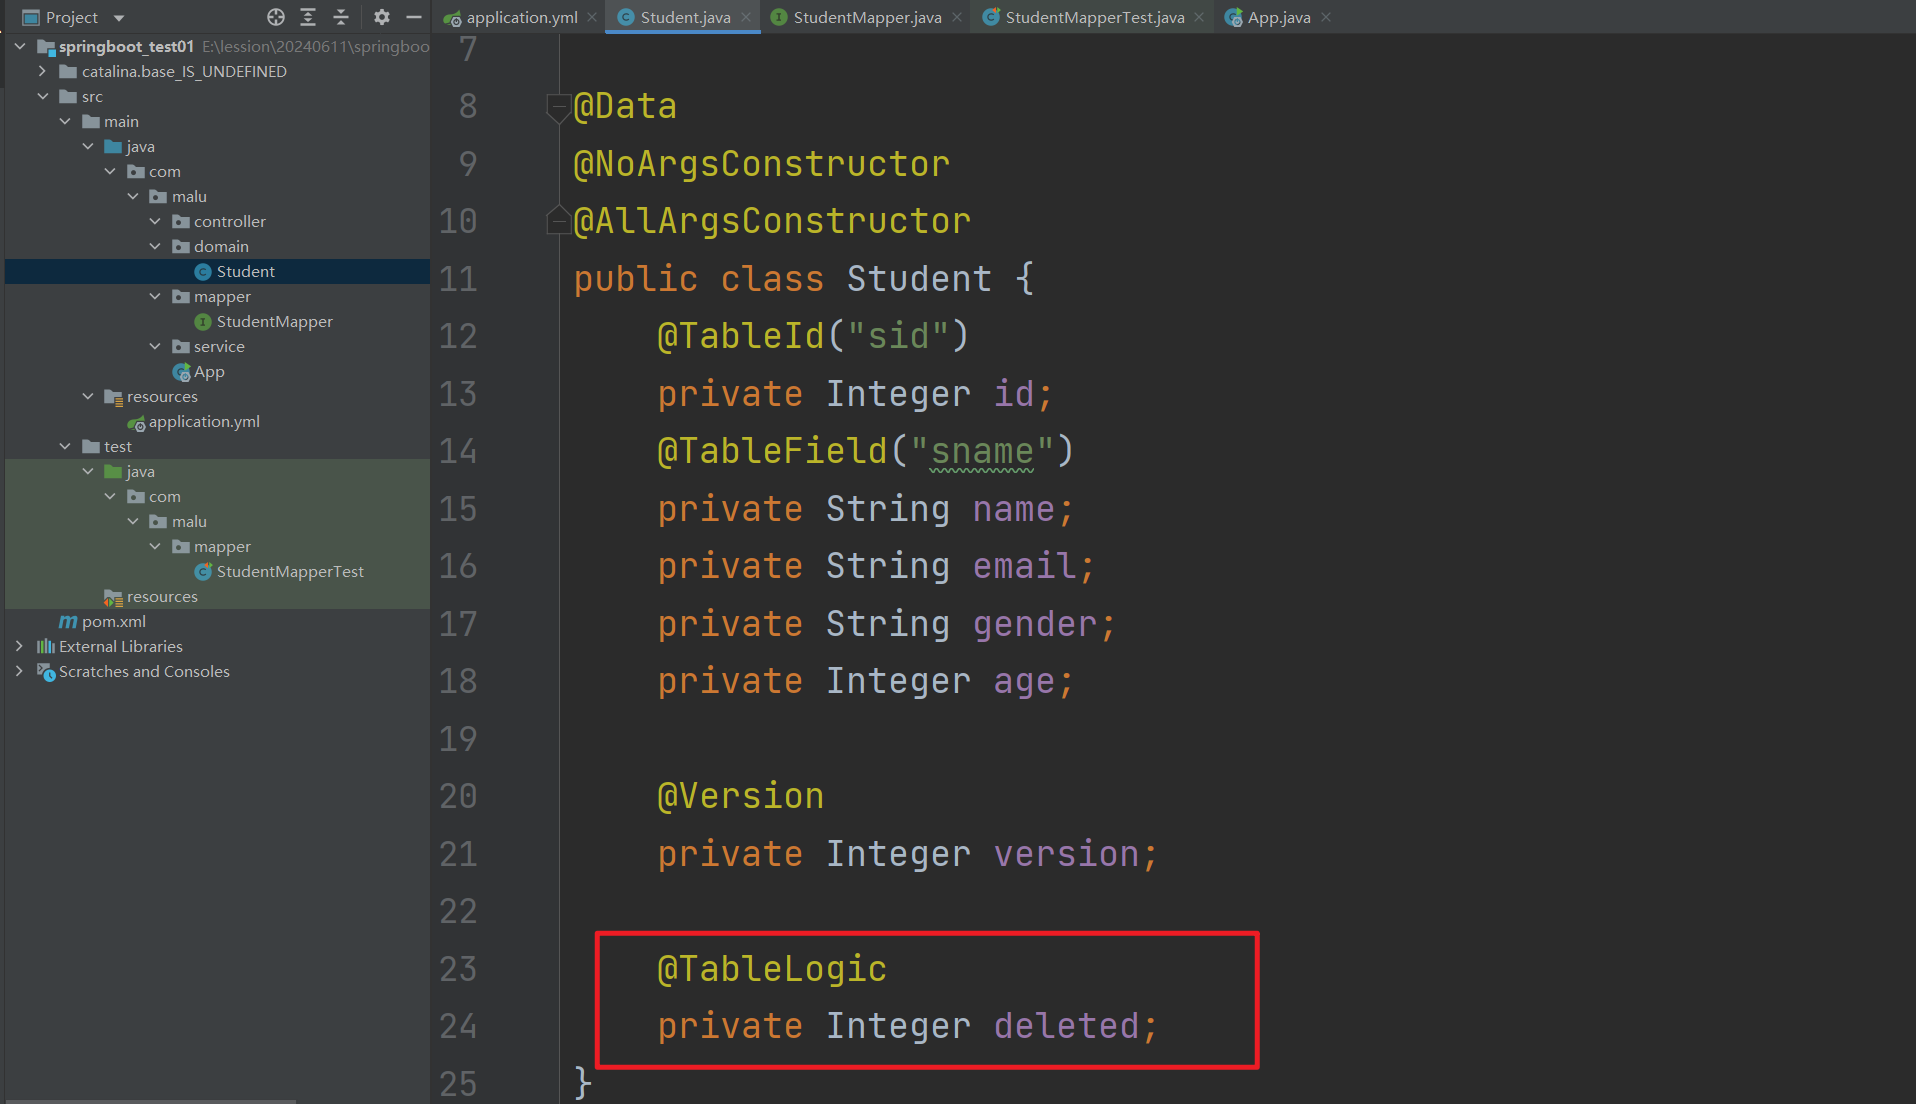 Project
springboot_test01 E:\lession\20240611\springboo
catalina.base_IS_UNDEFINED
src
main
java
com
malu
controller
domain
Student
mapper
StudentMapper
service
App
resources
application.yml
test
java
com
malu
mapper
StudentMapperTest
resources
pom.xml
External Libraries
Scratches and Consoles
application.yml
Student.java
StudentMapper.java
StudentMapperTest.java
App.java
7
8 @Data
9 @NoArgsConstructor
10 @AllArgsConstructor
11 public class Student {
12 @TableId("sid")
13 private Integer id;
14 @TableField("sname")
15 private String name;
16 private String email;
17 private String gender;
18 private Integer age;
19
20 @Version
21 private Integer version;
22
23 @TableLogic
24 private Integer deleted;
25 }